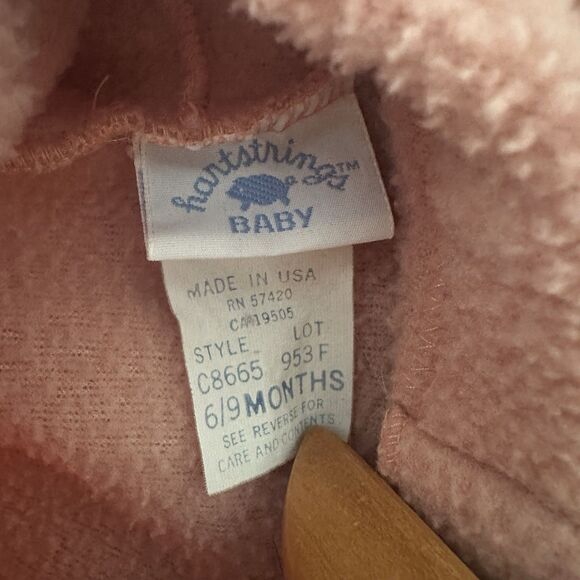 hartstrings™
BABY
MADE IN USA
RN 57420
CA 19505
STYLE LOT
C8665 953 F
6/9 MONTHS
SEE REVERSE FOR
CARE AND CONTENTS